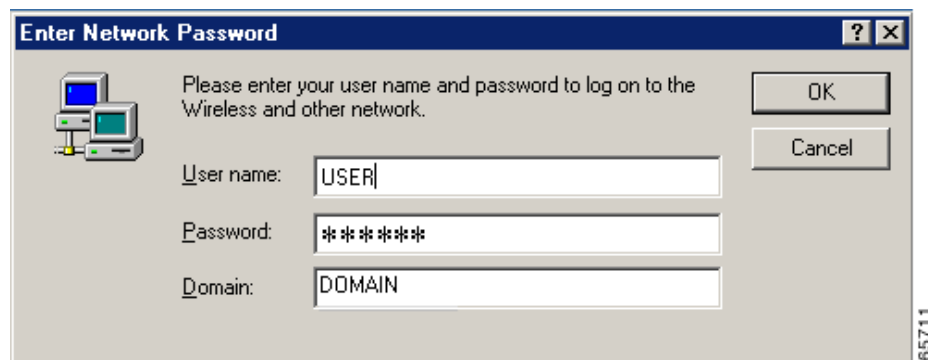 Enter Network Password
? X
Please enter your user name and password to log on to the
Wireless and other network.
OK
Cancel
User name: USER
Password: ******
Domain: DOMAIN
65711